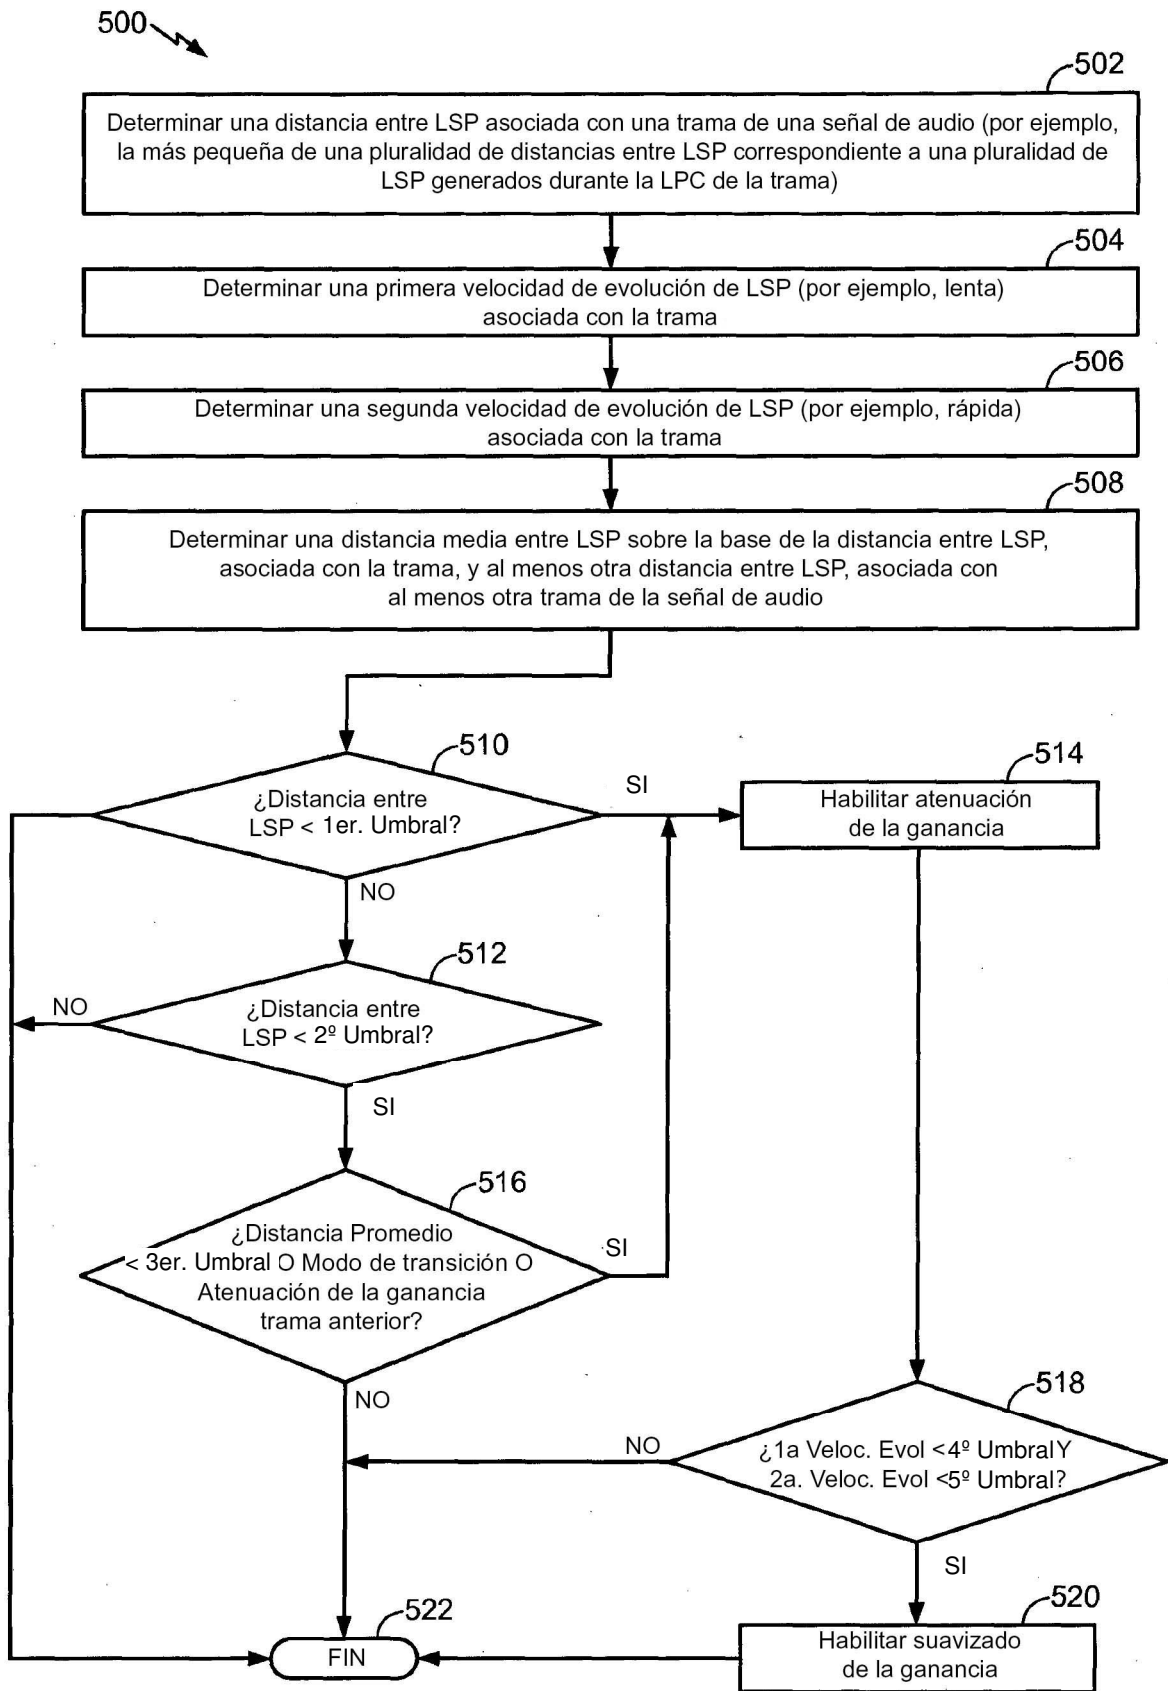 500
502
Determinar una distancia entre LSP asociada con una trama de una señal de audio (por ejemplo,
la más pequeña de una pluralidad de distancias entre LSP correspondiente a una pluralidad de
LSP generados durante la LPC de la trama)
504
Determinar una primera velocidad de evolución de LSP (por ejemplo, lenta)
asociada con la trama
506
Determinar una segunda velocidad de evolución de LSP (por ejemplo, rápida)
asociada con la trama
508
Determinar una distancia media entre LSP sobre la base de la distancia entre LSP,
asociada con la trama, y al menos otra distancia entre LSP, asociada con
al menos otra trama de la señal de audio
510
¿Distancia entre
LSP < 1er. Umbral?
SI
NO
514
Habilitar atenuación
de la ganancia
512
¿Distancia entre
LSP < 2º Umbral?
NO
SI
516
¿Distancia Promedio
< 3er. Umbral O Modo de transición O
Atenuación de la ganancia
trama anterior?
SI
NO
518
¿1a Veloc. Evol <4º Umbral Y
2a. Veloc. Evol <5º Umbral?
NO
SI
520
Habilitar suavizado
de la ganancia
522
FIN